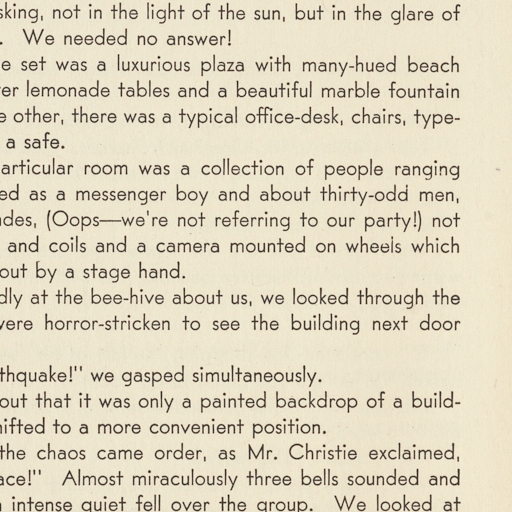 sking, not in the light of the sun, but in the glare of
. We needed no answer!
e set was a luxurious plaza with many-hued beach
er lemonade tables and a beautiful marble fountain
e other, there was a typical office-desk, chairs, type-
a safe.
articular room was a collection of people ranging
ed as a messenger boy and about thirty-odd men,
ades, (Oops—we're not referring to our party!) not
and coils and a camera mounted on wheels which
out by a stage hand.
dly at the bee-hive about us, we looked through the
were horror-stricken to see the building next door
thquake!" we gasped simultaneously.
out that it was only a painted backdrop of a build-
hifted to a more convenient position.
the chaos came order, as Mr. Christie exclaimed,
ace!" Almost miraculously three bells sounded and
intense quiet fell over the group. We looked at